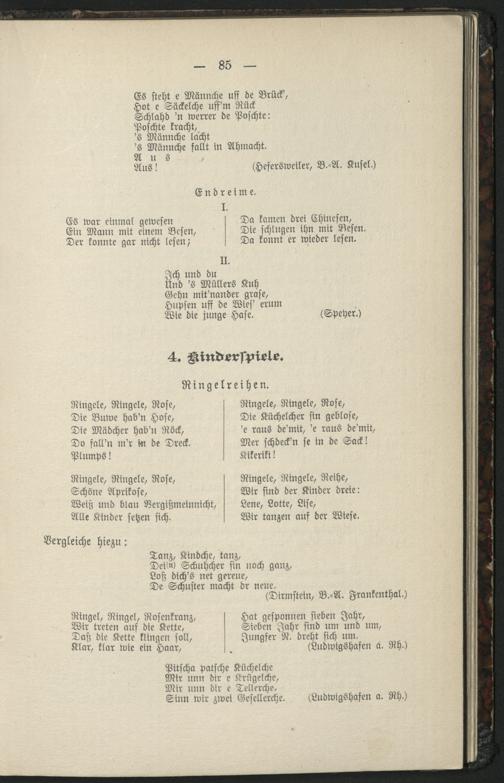 — 85 —
Es steht e Männche uff de Brück',
Hot e Säckelche uff'm Rück
Schlahd 'n werrer de Poschte:
Poschte kracht,
's Männche lacht
's Männche fallt in Ahmacht.
A u s
Aus! (Hefersweiler, B.-A. Kusel.)
Endreime.
I.
Es war einmal gewesen
Ein Mann mit einem Besen,
Der konnte gar nicht lesen;
Da kamen drei Chinesen,
Die schlugen ihn mit Besen.
Da konnt er wieder lesen.
II.
Ich und du
Und 's Müllers Kuh
Gehn mit'nander grase,
Hupsen uff de Wies' erum
Wie die junge Hase. (Speyer.)
4. Kinderspiele.
Ringelreihen.
Ringele, Ringele, Rose,
Die Buwe hab'n Hose,
Die Mädcher hab'n Röck,
Do fall'n m'r in de Dreck.
Plumps!
Ringele, Ringele, Rose,
Die Küchelcher sin geblose,
'e raus de'mit, 'e raus de'mit,
Mer schdeck'n se in de Sack!
Kikeriki!
Ringele, Ringele, Rose,
Schöne Aprikose,
Weiß und blau Vergißmeinnicht,
Alle Kinder setzen sich.
Ringele, Ringele, Reihe,
Wir sind der Kinder dreie:
Lene, Lotte, Lise,
Wir tanzen auf der Wiese.
Vergleiche hiezu:
Tanz, Kindche, tanz,
Dei(n) Schuhcher sin noch ganz,
Loß dich's net gereue,
De Schuster macht dr neue.
(Dirmstein, B.-A. Frankenthal.)
Ringel, Ringel, Rosenkranz,
Wir treten auf die Kette,
Daß die Kette klingen soll,
Klar, klar wie ein Haar,
Hat gesponnen sieben Jahr,
Sieben Jahr sind um und um,
Jungfer N. dreht sich um.
(Ludwigshafen a. Rh.)
Pitscha patsche Küchelche
Mir unn dir e Krügelche,
Mir unn dir e Tellerche,
Sinn wir zwei Gesellerche. (Ludwigshafen a. Rh.)